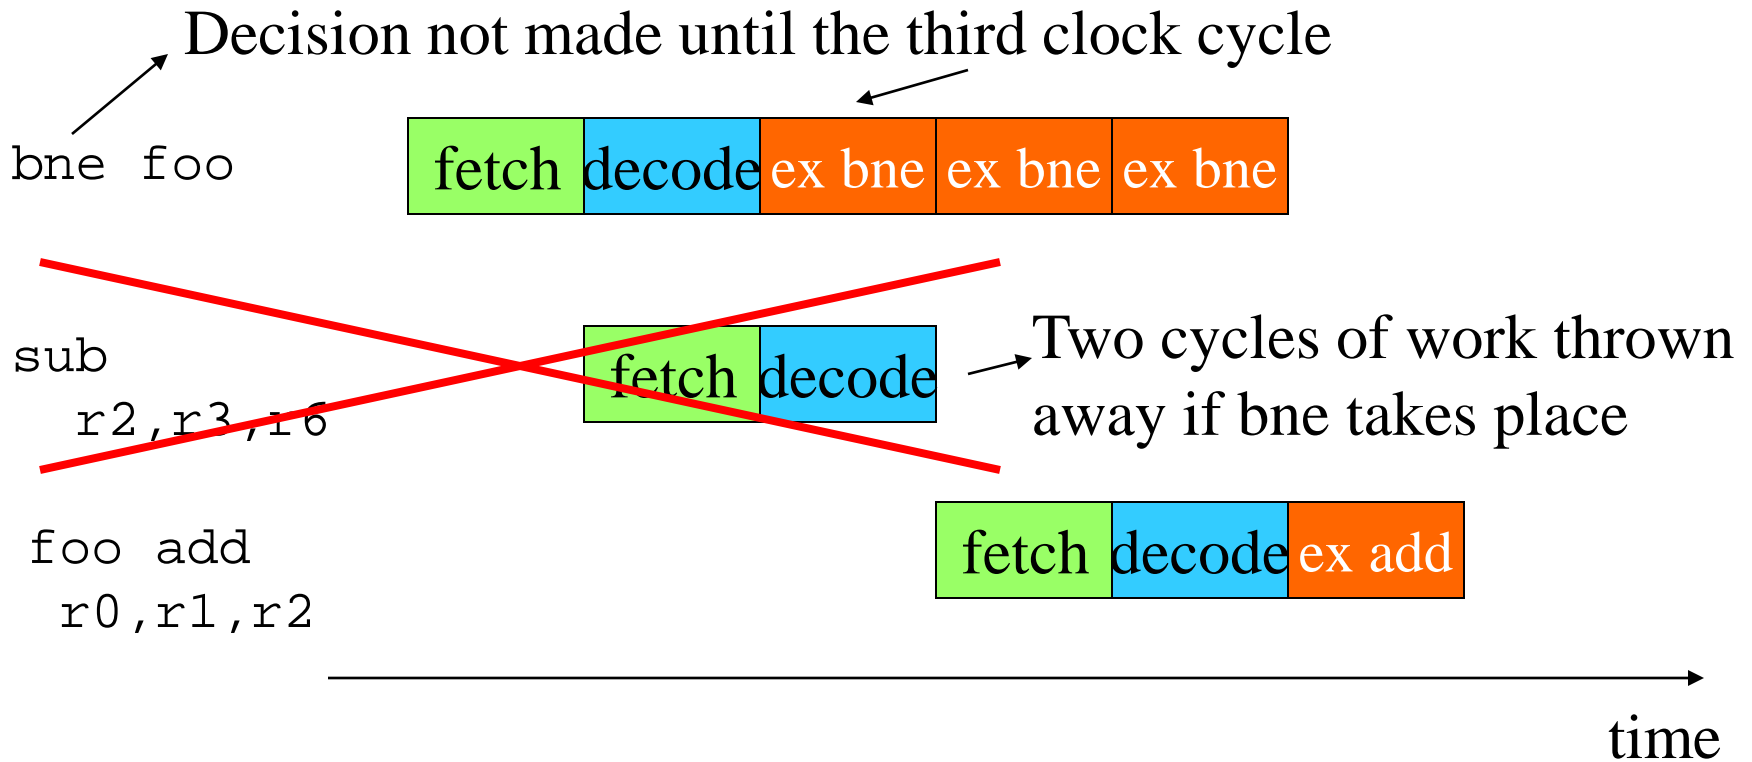 Decision not made until the third clock cycle
bne foo
fetch decode ex bne ex bne ex bne
sub
r2,r3,r6
fetch decode
Two cycles of work thrown
away if bne takes place
foo add
r0,r1,r2
fetch decode ex add
time